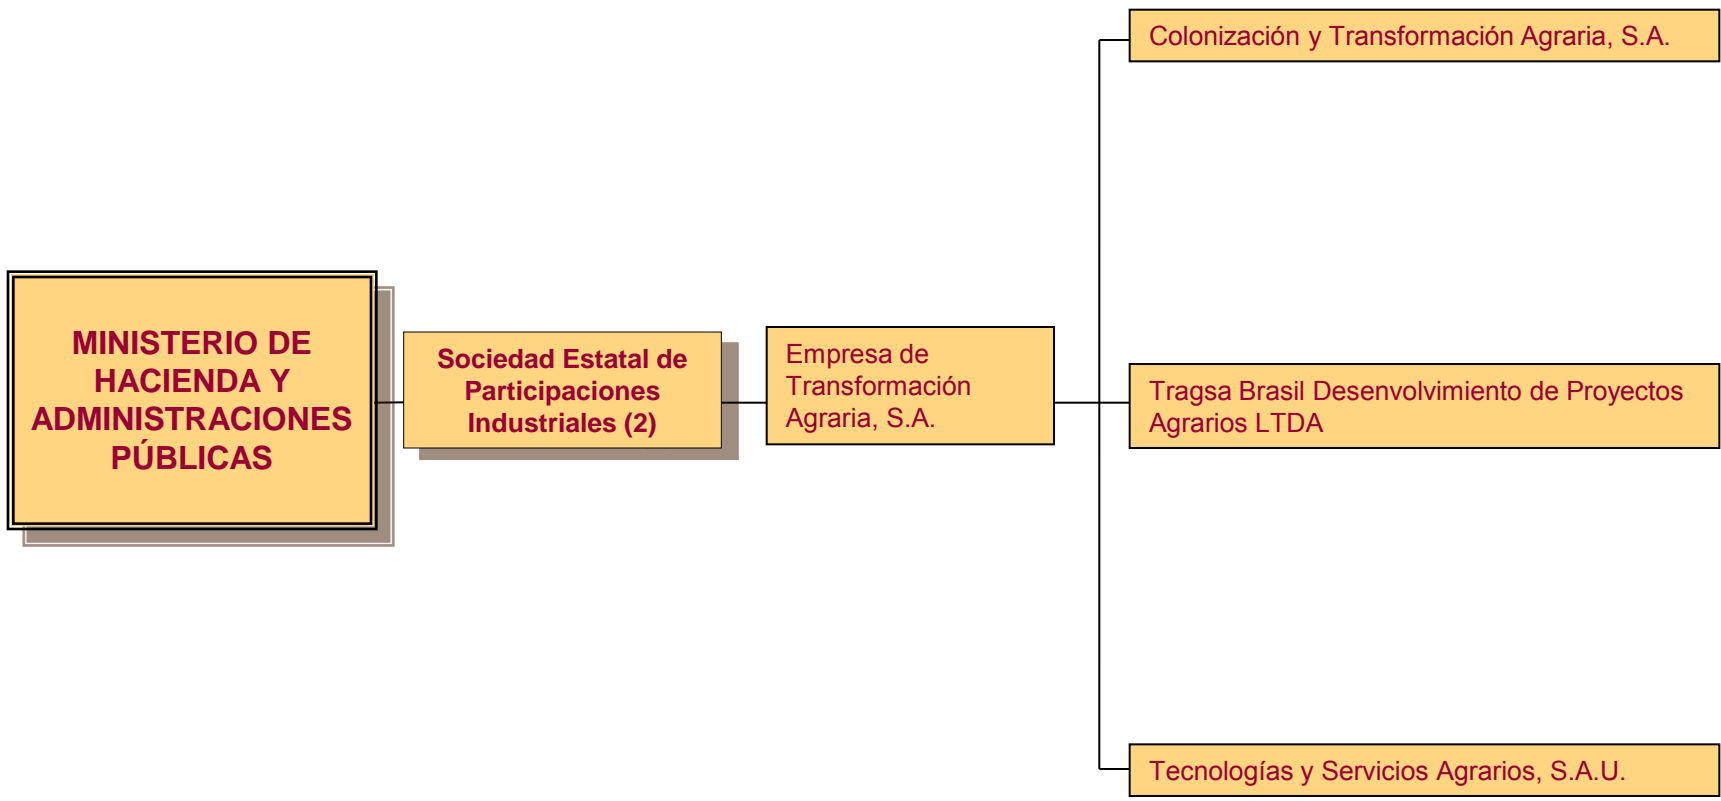 Colonización y Transformación Agraria, S.A.
MINISTERIO DE
HACIENDA Y
ADMINISTRACIONES
PÚBLICAS
Sociedad Estatal de
Participaciones
Industriales (2)
Empresa de
Transformación
Agraria, S.A.
Tragsa Brasil Desenvolvimiento de Proyectos
Agrarios LTDA
Tecnologías y Servicios Agrarios, S.A.U.